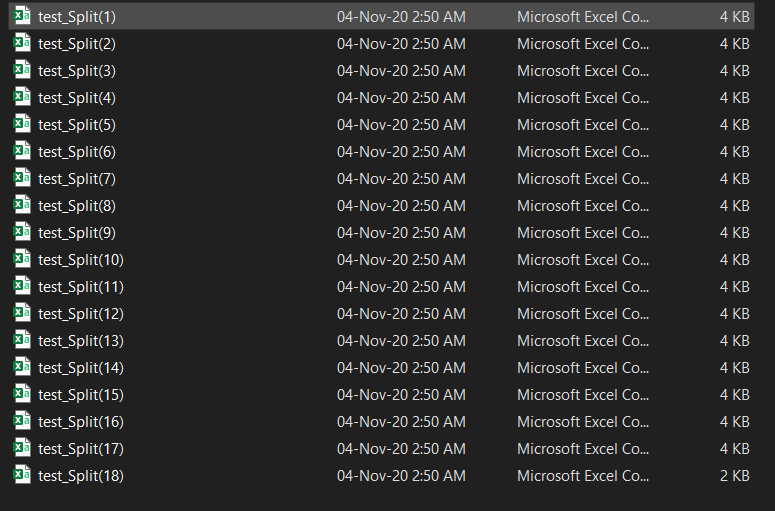 test_Split(1) 04-Nov-20 2:50 AM Microsoft Excel Co... 4 KB
test_Split(2) 04-Nov-20 2:50 AM Microsoft Excel Co... 4 KB
test_Split(3) 04-Nov-20 2:50 AM Microsoft Excel Co... 4 KB
test_Split(4) 04-Nov-20 2:50 AM Microsoft Excel Co... 4 KB
test_Split(5) 04-Nov-20 2:50 AM Microsoft Excel Co... 4 KB
test_Split(6) 04-Nov-20 2:50 AM Microsoft Excel Co... 4 KB
test_Split(7) 04-Nov-20 2:50 AM Microsoft Excel Co... 4 KB
test_Split(8) 04-Nov-20 2:50 AM Microsoft Excel Co... 4 KB
test_Split(9) 04-Nov-20 2:50 AM Microsoft Excel Co... 4 KB
test_Split(10) 04-Nov-20 2:50 AM Microsoft Excel Co... 4 KB
test_Split(11) 04-Nov-20 2:50 AM Microsoft Excel Co... 4 KB
test_Split(12) 04-Nov-20 2:50 AM Microsoft Excel Co... 4 KB
test_Split(13) 04-Nov-20 2:50 AM Microsoft Excel Co... 4 KB
test_Split(14) 04-Nov-20 2:50 AM Microsoft Excel Co... 4 KB
test_Split(15) 04-Nov-20 2:50 AM Microsoft Excel Co... 4 KB
test_Split(16) 04-Nov-20 2:50 AM Microsoft Excel Co... 4 KB
test_Split(17) 04-Nov-20 2:50 AM Microsoft Excel Co... 4 KB
test_Split(18) 04-Nov-20 2:50 AM Microsoft Excel Co... 2 KB